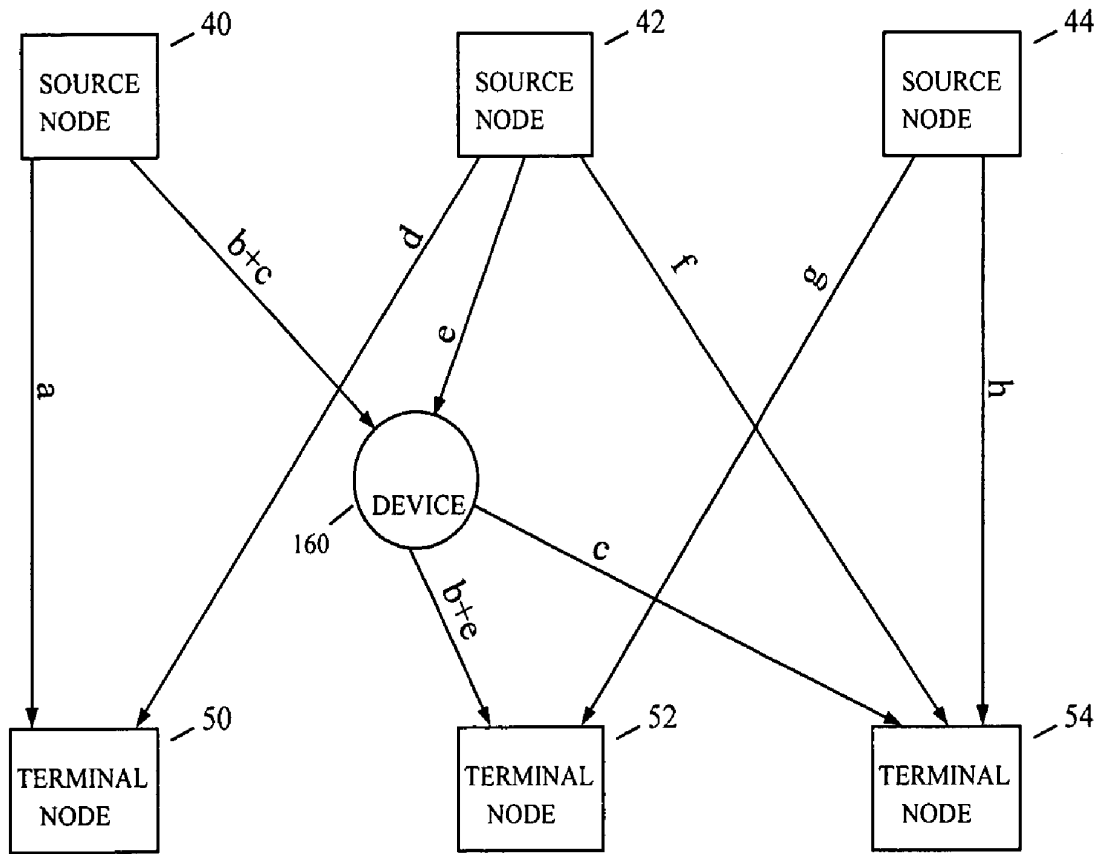 40
42
44
SOURCE
NODE
SOURCE
NODE
SOURCE
NODE
b+c
d
f
g
e
a
h
DEVICE
160
c
b+e
50
52
54
TERMINAL
NODE
TERMINAL
NODE
TERMINAL
NODE